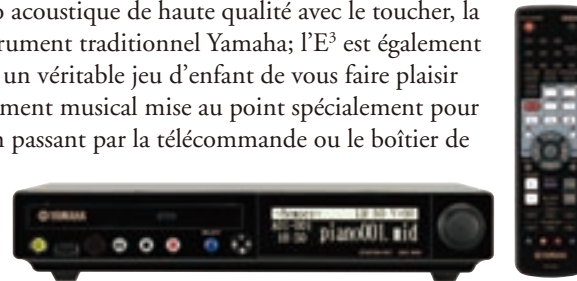 o acoustique de haute qualité avec le toucher, la
rument traditionnel Yamaha; l'E³ est également
un véritable jeu d'enfant de vous faire plaisir
ment musical mise au point spécialement pour
n passant par la télécommande ou le boîtier de
YAMAHA
piano001.mid